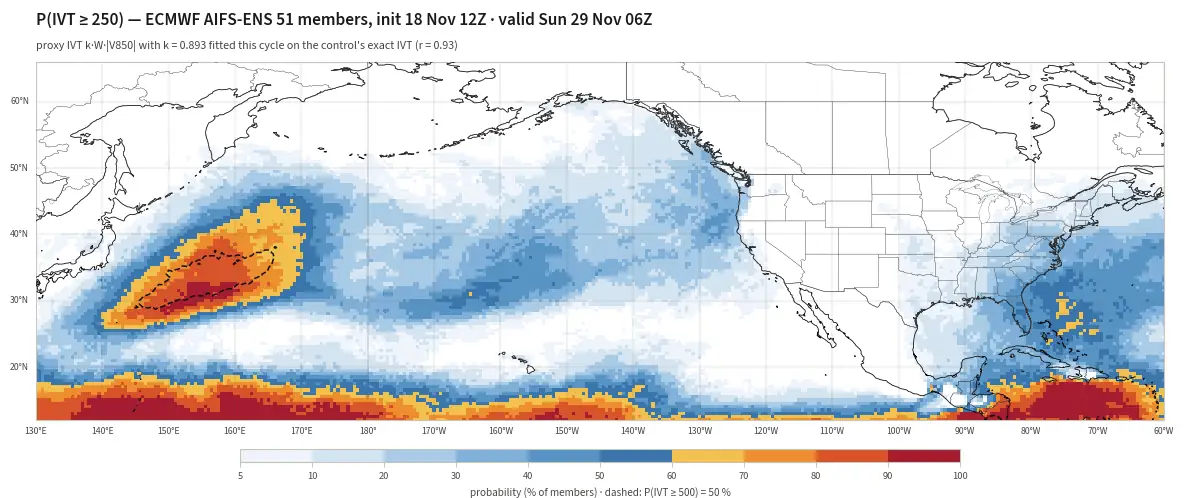 P(IVT ≥ 250) — ECMWF AIFS-ENS 51 members, init 18 Nov 12Z · valid Sun 29 Nov 06Z
proxy IVT k·W·|V850| with k = 0.893 fitted this cycle on the control's exact IVT (r = 0.93)
60°N
50°N
40°N
30°N
20°N
130°E 140°E 150°E 160°E 170°E 180° 170°W 160°W 150°W 140°W 130°W 120°W 110°W 100°W 90°W 80°W 70°W 60°W
5 10 20 30 40 50 60 70 80 90 100
probability (% of members) · dashed: P(IVT ≥ 500) = 50 %